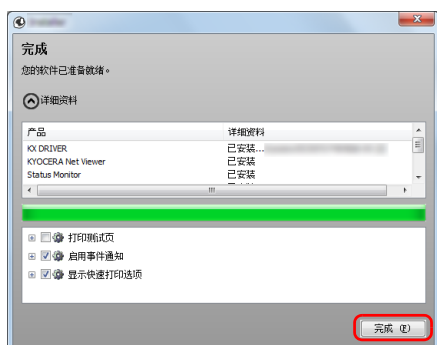 完成
您的软件已准备就绪。
详细资料
产品 详细资料
KX DRIVER 已安装...
KYOCERA Net Viewer 已安装
Status Monitor 已安装
打印测试页
启用事件通知
显示快速打印选项
完成 (F)